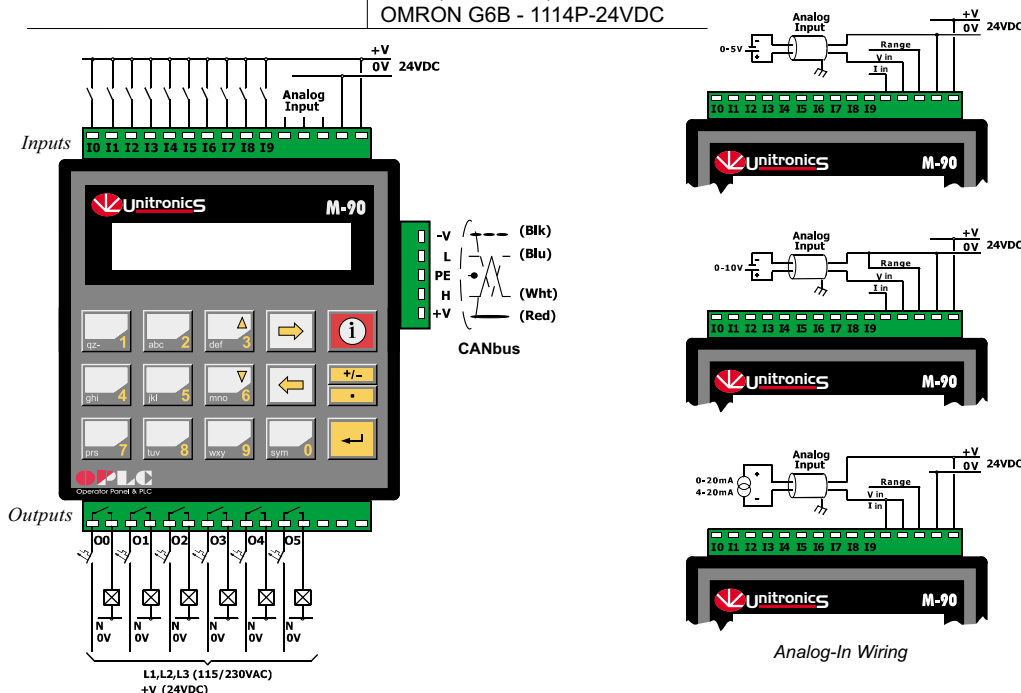 OMRON G6B - 1114P-24VDC
+V
0V 24VDC
Analog
Input
Inputs
I0 I1 I2 I3 I4 I5 I6 I7 I8 I9
UnitronicS
M-90
-V (Blk)
L (Blu)
PE
H (Wht)
+V (Red)
CANbus
qz- 1
abc 2
def 3
i
ghi 4
jkl 5
mno 6
+/-
.
prs 7
tuv 8
wxy 9
sym 0
OPLC
Operator Panel & PLC
Outputs
O0 O1 O2 O3 O4 O5
N N N N N N
0V 0V 0V 0V 0V 0V
L1,L2,L3 (115/230VAC)
+V (24VDC)
Analog
Input
+V
0V 24VDC
0-5V
Range
V in
I in
I0 I1 I2 I3 I4 I5 I6 I7 I8 I9
UnitronicS
M-90
Analog
Input
+V
0V 24VDC
0-10V
Range
V in
I in
I0 I1 I2 I3 I4 I5 I6 I7 I8 I9
UnitronicS
M-90
Analog
Input
+V
0V 24VDC
0-20mA
4-20mA
Range
V in
I in
I0 I1 I2 I3 I4 I5 I6 I7 I8 I9
UnitronicS
M-90
Analog-In Wiring